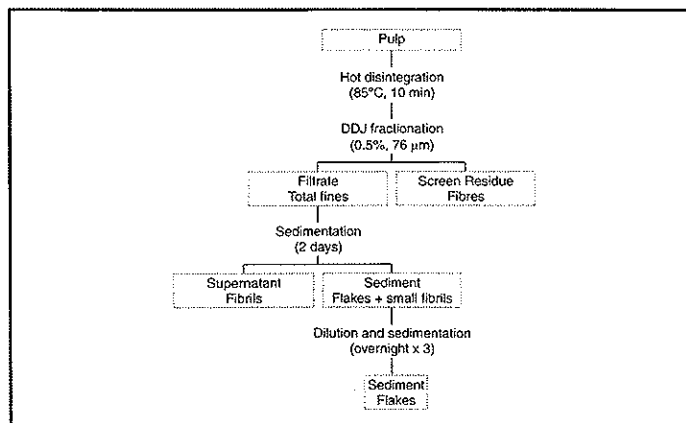 Pulp
Hot disintegration
(85°C, 10 min)
DDJ fractionation
(0.5%, 76 µm)
Filtrate
Total fines
Screen Residue
Fibres
Sedimentation
(2 days)
Supernatant
Fibrils
Sediment
Flakes + small fibrils
Dilution and sedimentation
(overnight x 3)
Sediment
Flakes